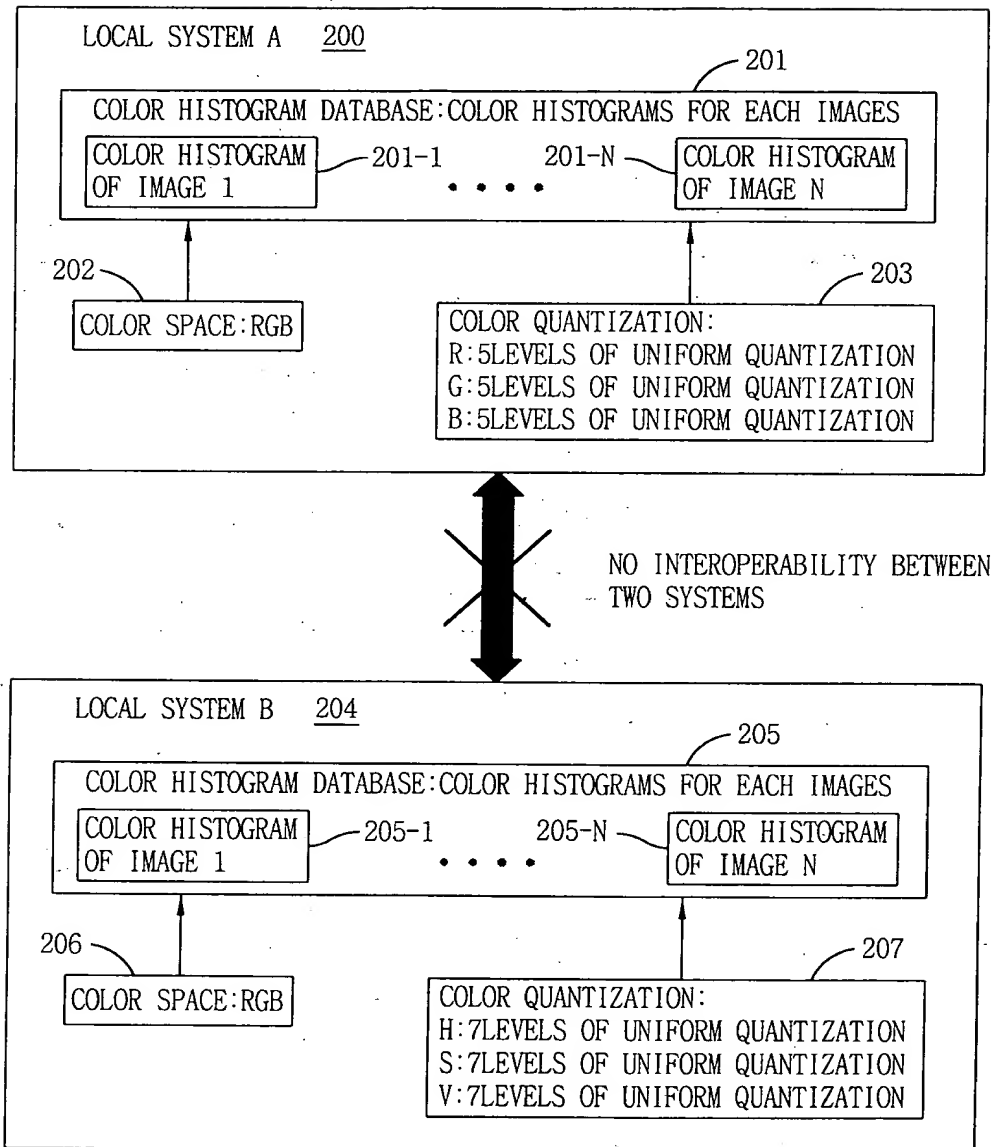 LOCAL SYSTEM A 200
201
COLOR HISTOGRAM DATABASE:COLOR HISTOGRAMS FOR EACH IMAGES
COLOR HISTOGRAM
OF IMAGE 1
201-1
201-N
COLOR HISTOGRAM
OF IMAGE N
202
203
COLOR SPACE:RGB
COLOR QUANTIZATION:
R:5LEVELS OF UNIFORM QUANTIZATION
G:5LEVELS OF UNIFORM QUANTIZATION
B:5LEVELS OF UNIFORM QUANTIZATION
NO INTEROPERABILITY BETWEEN
TWO SYSTEMS
LOCAL SYSTEM B 204
205
COLOR HISTOGRAM DATABASE:COLOR HISTOGRAMS FOR EACH IMAGES
COLOR HISTOGRAM
OF IMAGE 1
205-1
205-N
COLOR HISTOGRAM
OF IMAGE N
206
207
COLOR SPACE:RGB
COLOR QUANTIZATION:
H:7LEVELS OF UNIFORM QUANTIZATION
S:7LEVELS OF UNIFORM QUANTIZATION
V:7LEVELS OF UNIFORM QUANTIZATION